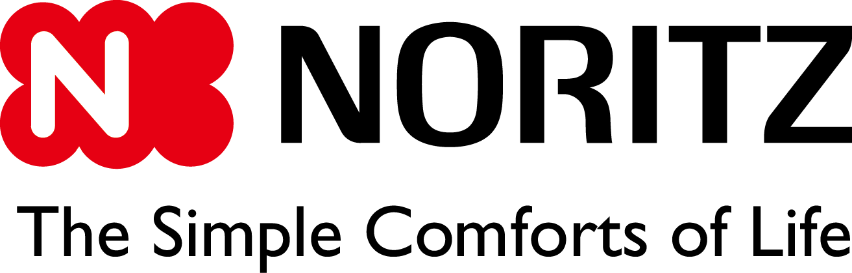 N NORITZ
The Simple Comforts of Life